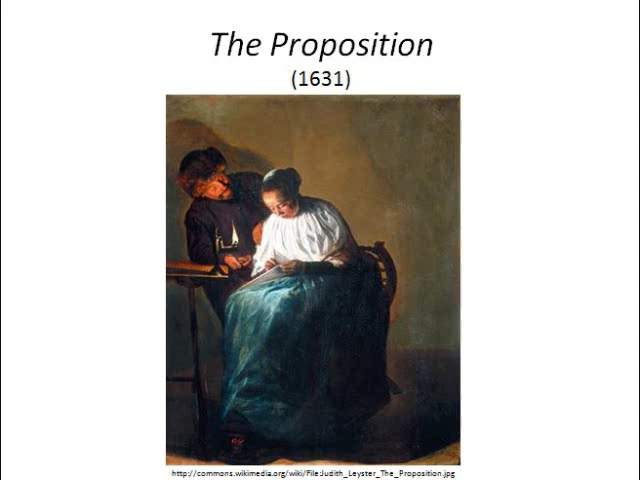 The Proposition
(1631)
http://commons.wikimedia.org/wiki/File:Judith_Leyster_The_Proposition.jpg